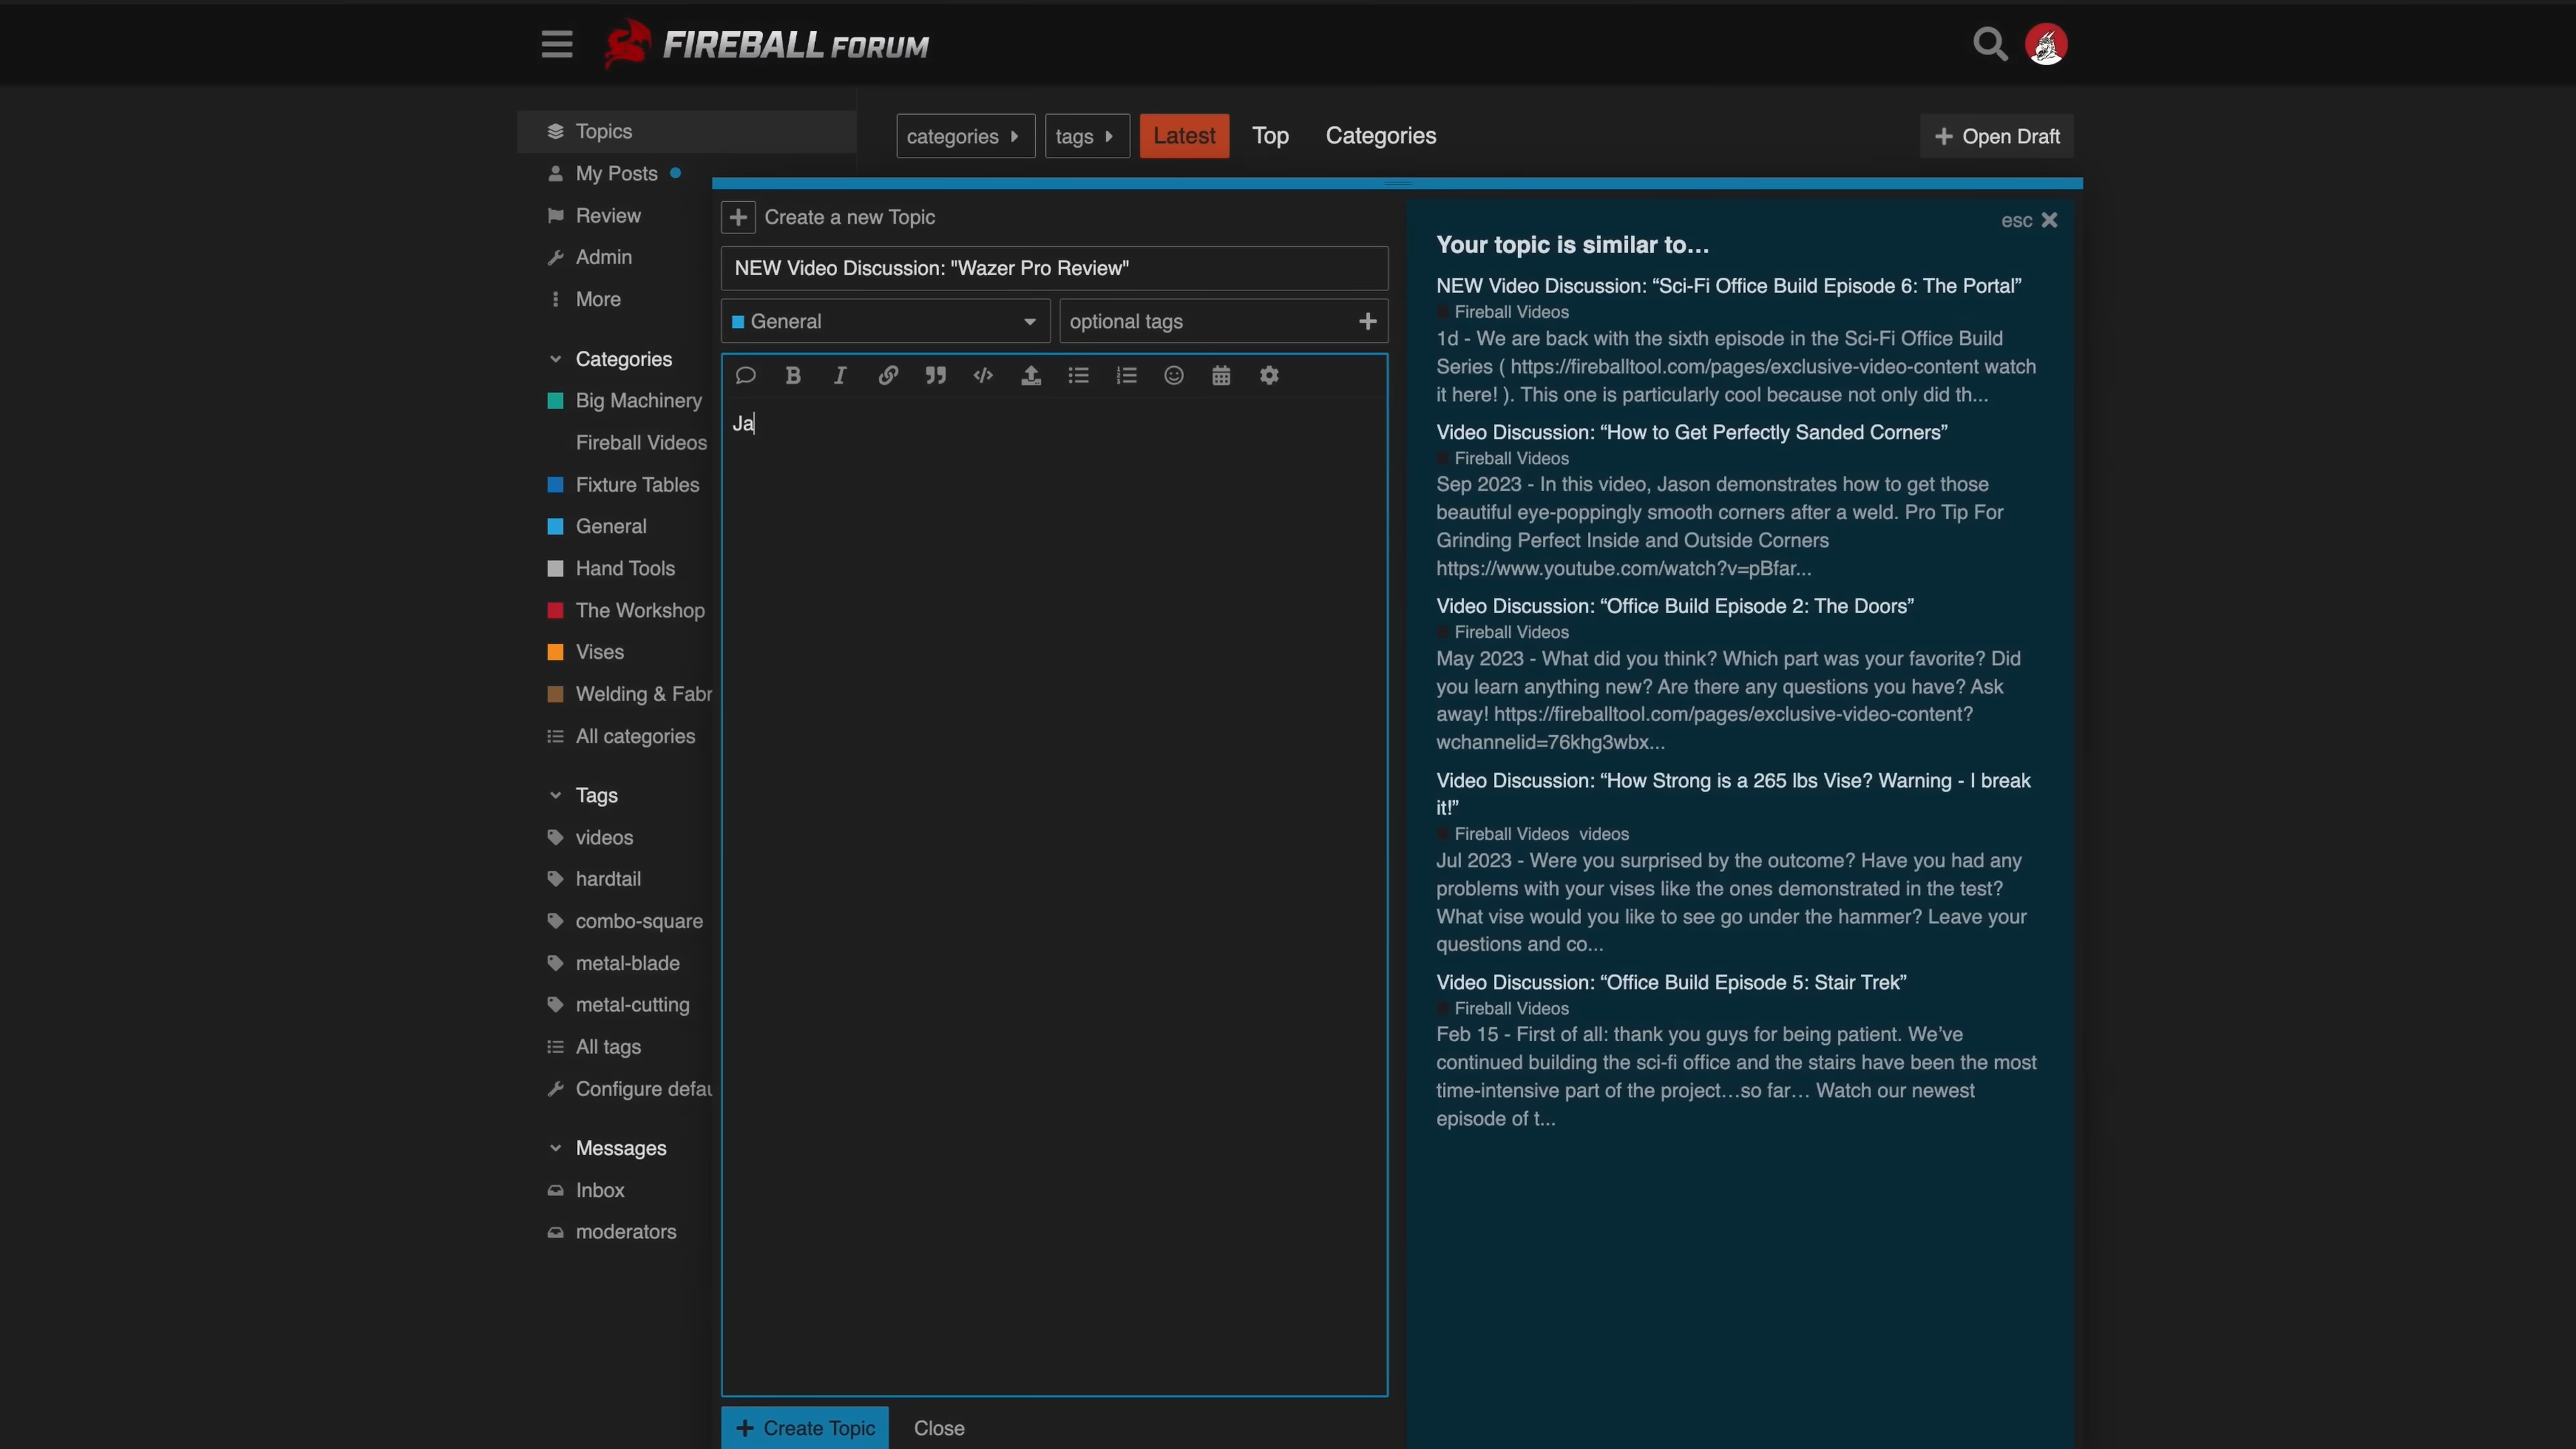 FIREBALL FORUM
Topics
My Posts
Review
Admin
More
Categories
Big Machinery
Fireball Videos
Fixture Tables
General
Hand Tools
The Workshop
Vises
Welding & Fabr
All categories
Tags
videos
hardtail
combo-square
metal-blade
metal-cutting
All tags
Configure defau
Messages
Inbox
moderators
categories
tags
Latest
Top
Categories
Open Draft
Create a new Topic
NEW Video Discussion: "Wazer Pro Review"
General
optional tags
Ja
Create Topic
Close
esc
Your topic is similar to…
NEW Video Discussion: “Sci-Fi Office Build Episode 6: The Portal”
Fireball Videos
1d - We are back with the sixth episode in the Sci-Fi Office Build
Series ( https://fireballtool.com/pages/exclusive-video-content watch
it here! ). This one is particularly cool because not only did th...
Video Discussion: “How to Get Perfectly Sanded Corners”
Fireball Videos
Sep 2023 - In this video, Jason demonstrates how to get those
beautiful eye-poppingly smooth corners after a weld. Pro Tip For
Grinding Perfect Inside and Outside Corners
https://www.youtube.com/watch?v=pBfar...
Video Discussion: “Office Build Episode 2: The Doors”
Fireball Videos
May 2023 - What did you think? Which part was your favorite? Did
you learn anything new? Are there any questions you have? Ask
away! https://fireballtool.com/pages/exclusive-video-content?
wchannelid=76khg3wbx...
Video Discussion: “How Strong is a 265 lbs Vise? Warning - I break
it!”
Fireball Videos videos
Jul 2023 - Were you surprised by the outcome? Have you had any
problems with your vises like the ones demonstrated in the test?
What vise would you like to see go under the hammer? Leave your
questions and co...
Video Discussion: “Office Build Episode 5: Stair Trek”
Fireball Videos
Feb 15 - First of all: thank you guys for being patient. We’ve
continued building the sci-fi office and the stairs have been the most
time-intensive part of the project…so far… Watch our newest
episode of t...